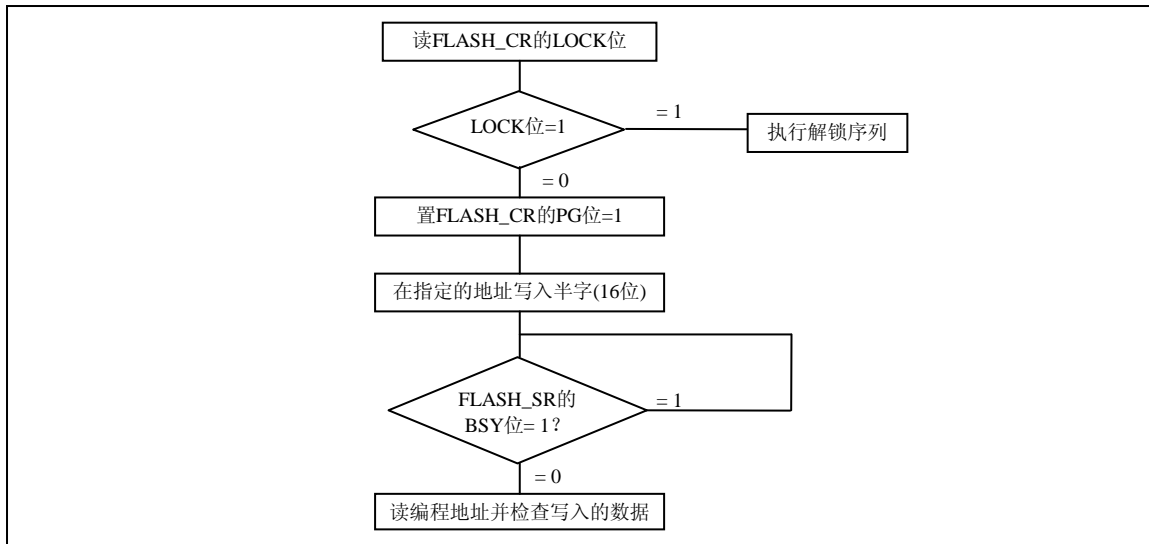 读FLASH_CR的LOCK位
LOCK位=1
= 1
执行解锁序列
= 0
置FLASH_CR的PG位=1
在指定的地址写入半字(16位)
FLASH_SR的
BSY位= 1？
= 1
= 0
读编程地址并检查写入的数据